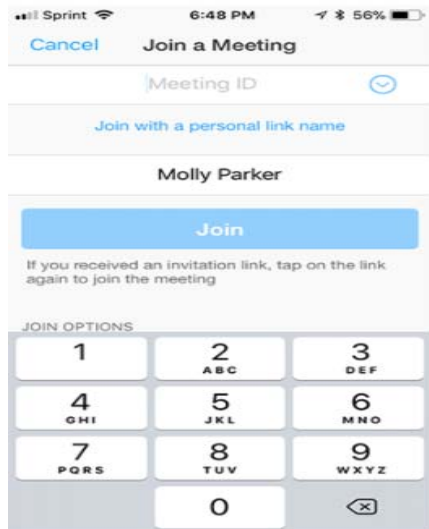 Sprint 6:48 PM 56%
Cancel Join a Meeting
Meeting ID
Join with a personal link name
Molly Parker
Join
If you received an invitation link, tap on the link
again to join the meeting
JOIN OPTIONS
1 2 3
ABC DEF
4 5 6
GHI JKL MNO
7 8 9
PQRS TUV WXYZ
0